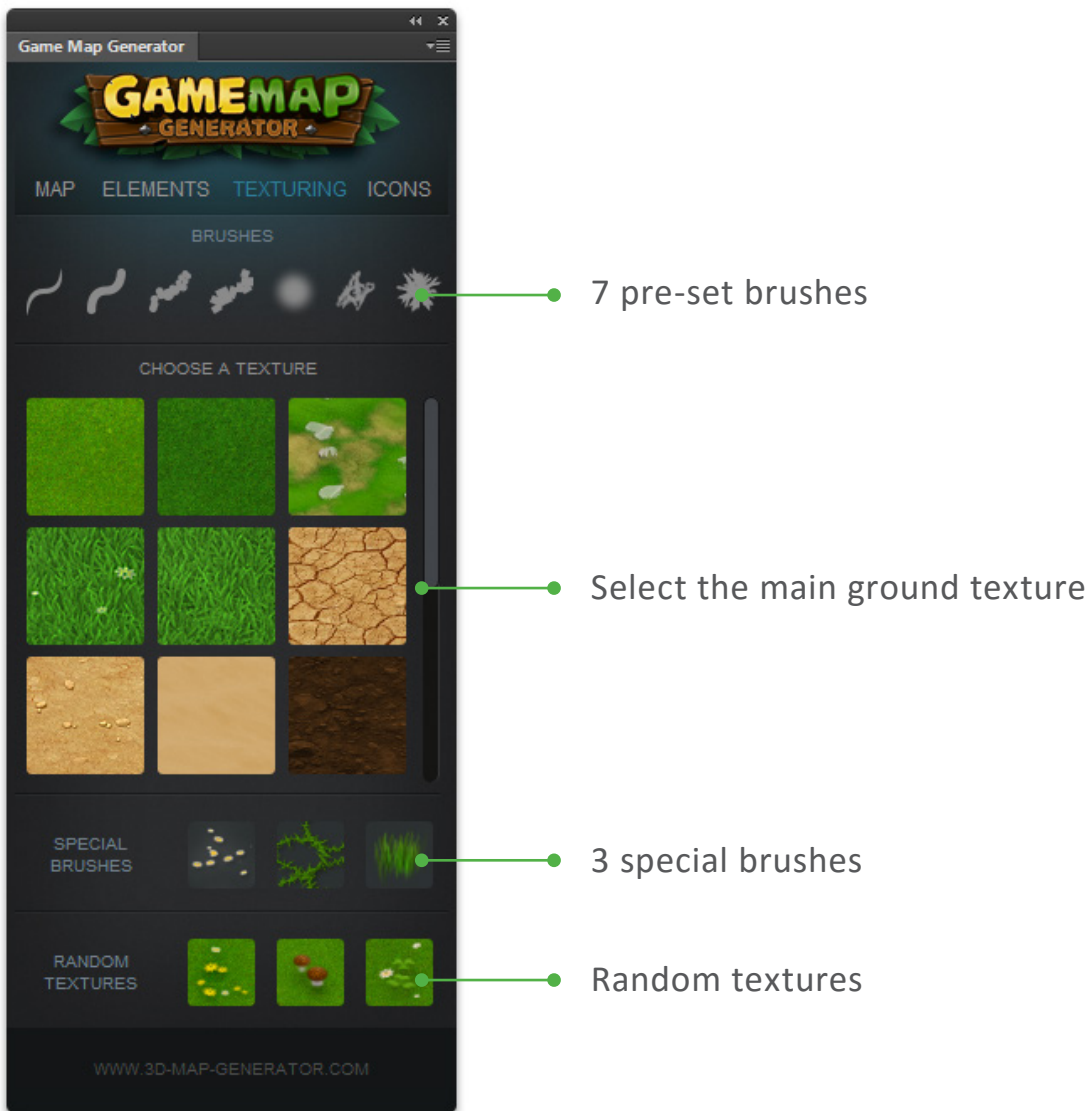 Game Map Generator
GAMEMAP
GENERATOR
MAP ELEMENTS TEXTURING ICONS
BRUSHES
7 pre-set brushes
CHOOSE A TEXTURE
Select the main ground texture
SPECIAL
BRUSHES
3 special brushes
RANDOM
TEXTURES
Random textures
WWW.3D-MAP-GENERATOR.COM